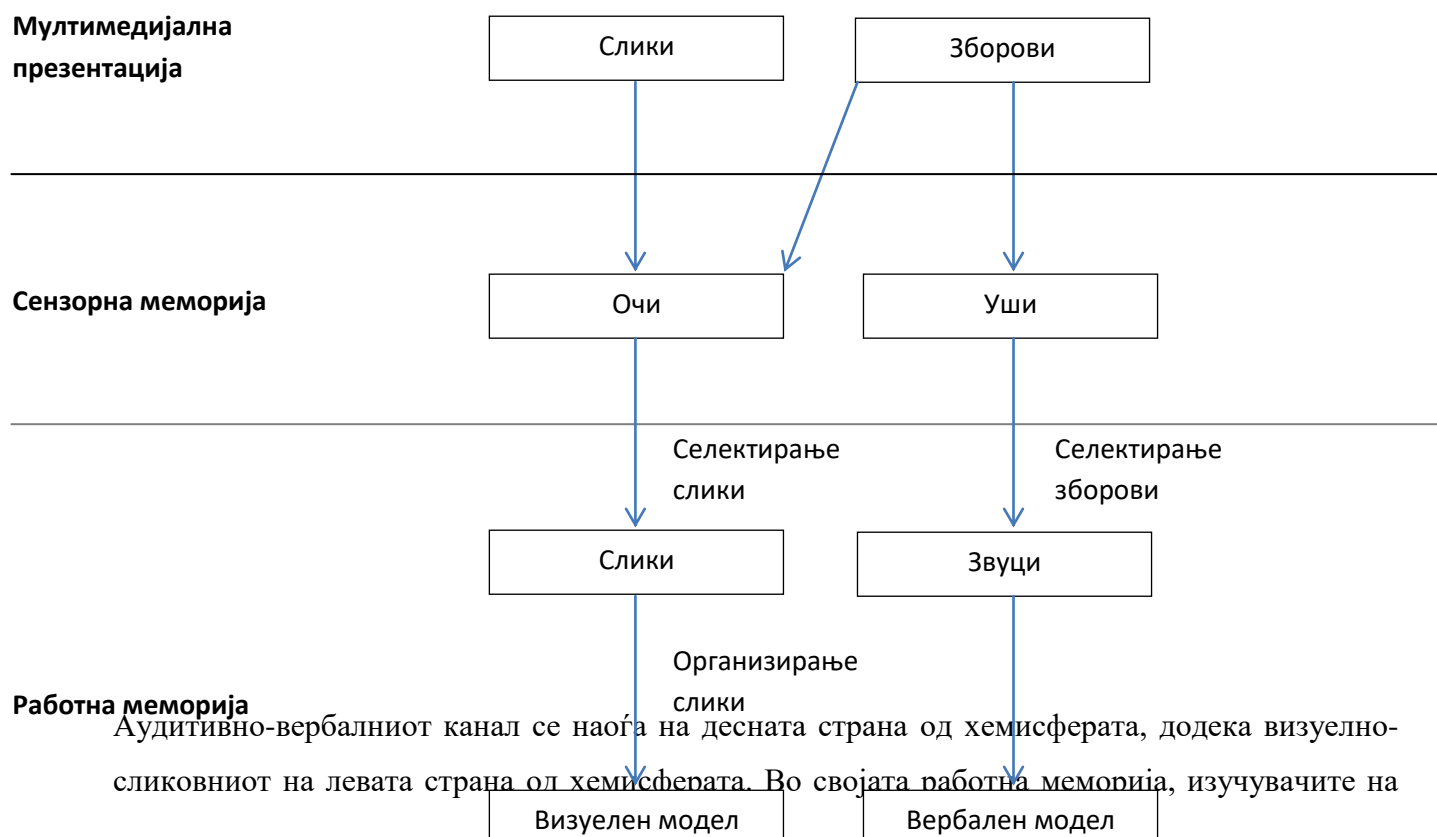 Мултимедијална
презентација
Слики
Зборови
Сензорна меморија
Очи
Уши
Селектирање
слики
Селектирање
зборови
Слики
Звуци
Организирање
слики
Работна меморија
Аудитивно-вербалниот канал се наоѓа на десната страна од хемисферата, додека визуелно-
сликовниот на левата страна од хемисферата. Во својата работна меморија, изучувачите на
Визуелен модел
Вербален модел